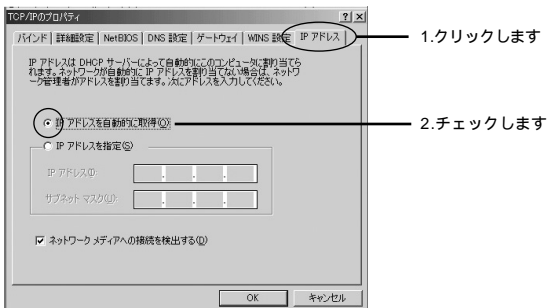 TCP/IPのプロパティ
バインド 詳細設定 NetBIOS DNS 設定 ゲートウェイ WINS 設定 IP アドレス
1.クリックします
IP アドレスは DHCP サーバーによって自動的にこのコンピュータに割り当てら
れます。ネットワークが自動的に IP アドレスを割り当てない場合は、ネットワ
ーク管理者がアドレスを割り当てます。次にアドレスを入力してください。
IP アドレスを自動的に取得(O)
2.チェックします
IP アドレスを指定(S)
IP アドレス(I):
サブネット マスク(U):
ネットワーク メディアへの接続を検出する(D)
OK キャンセル